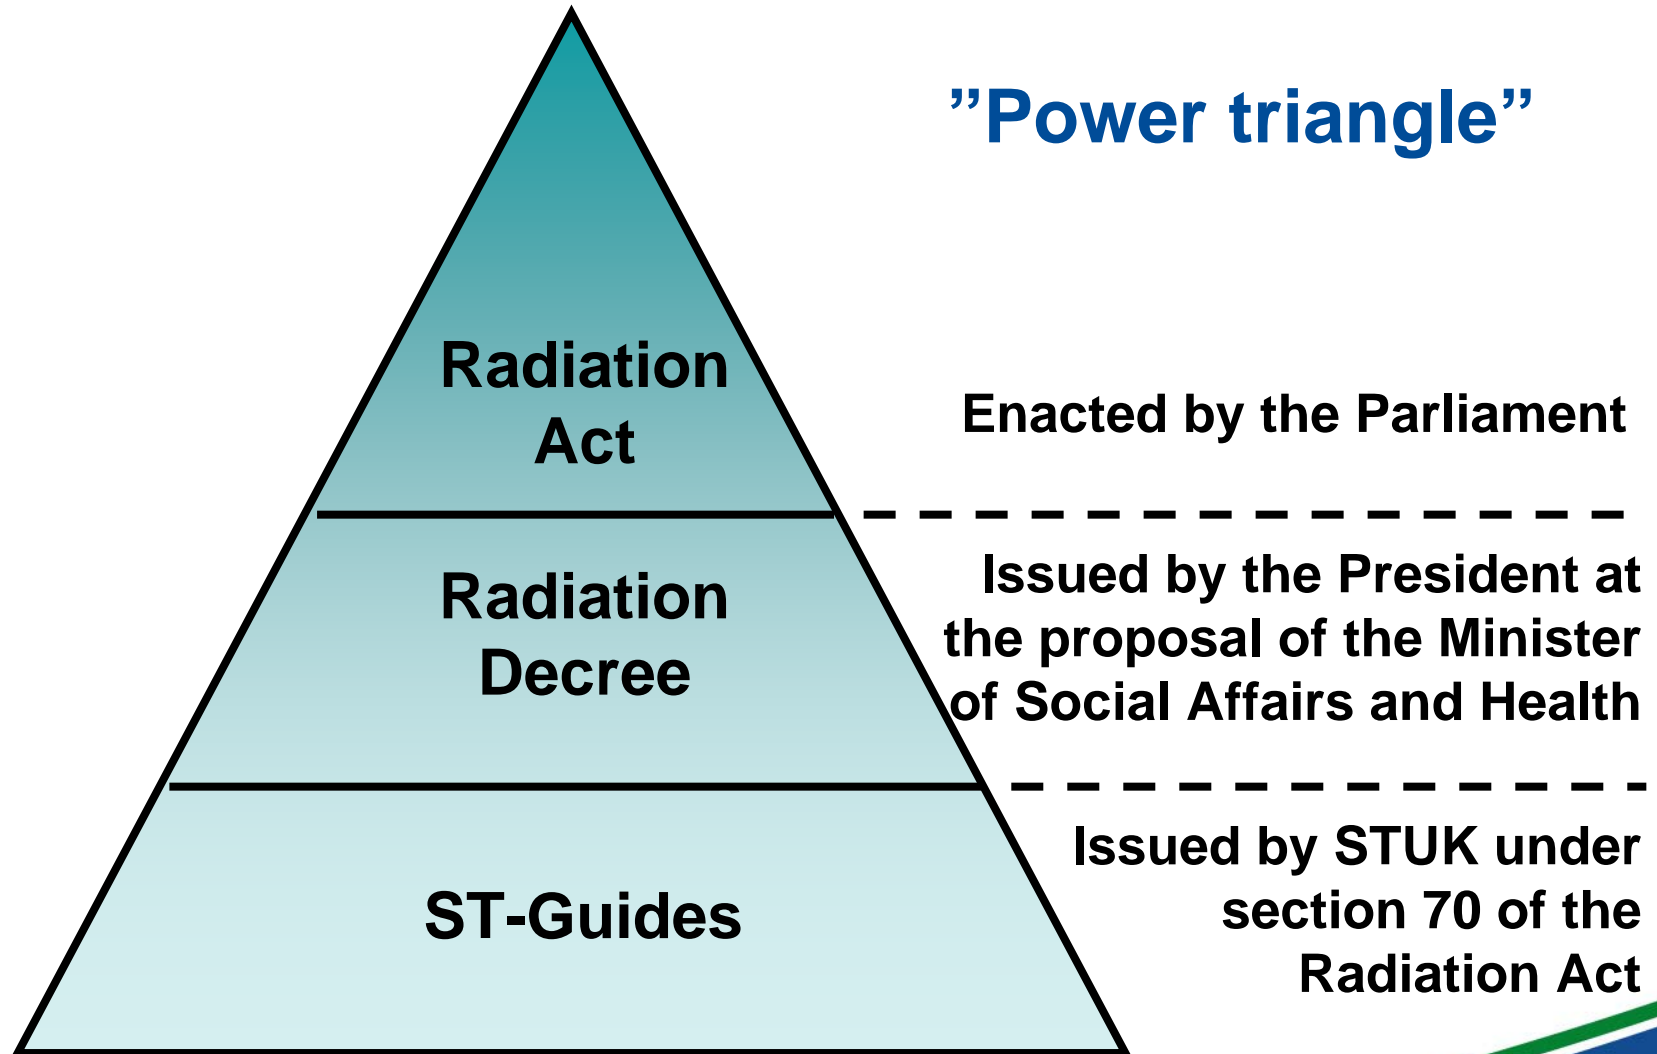 ”Power triangle”
Radiation
Act
Enacted by the Parliament
Radiation
Decree
Issued by the President at
the proposal of the Minister
of Social Affairs and Health
ST-Guides
Issued by STUK under
section 70 of the
Radiation Act